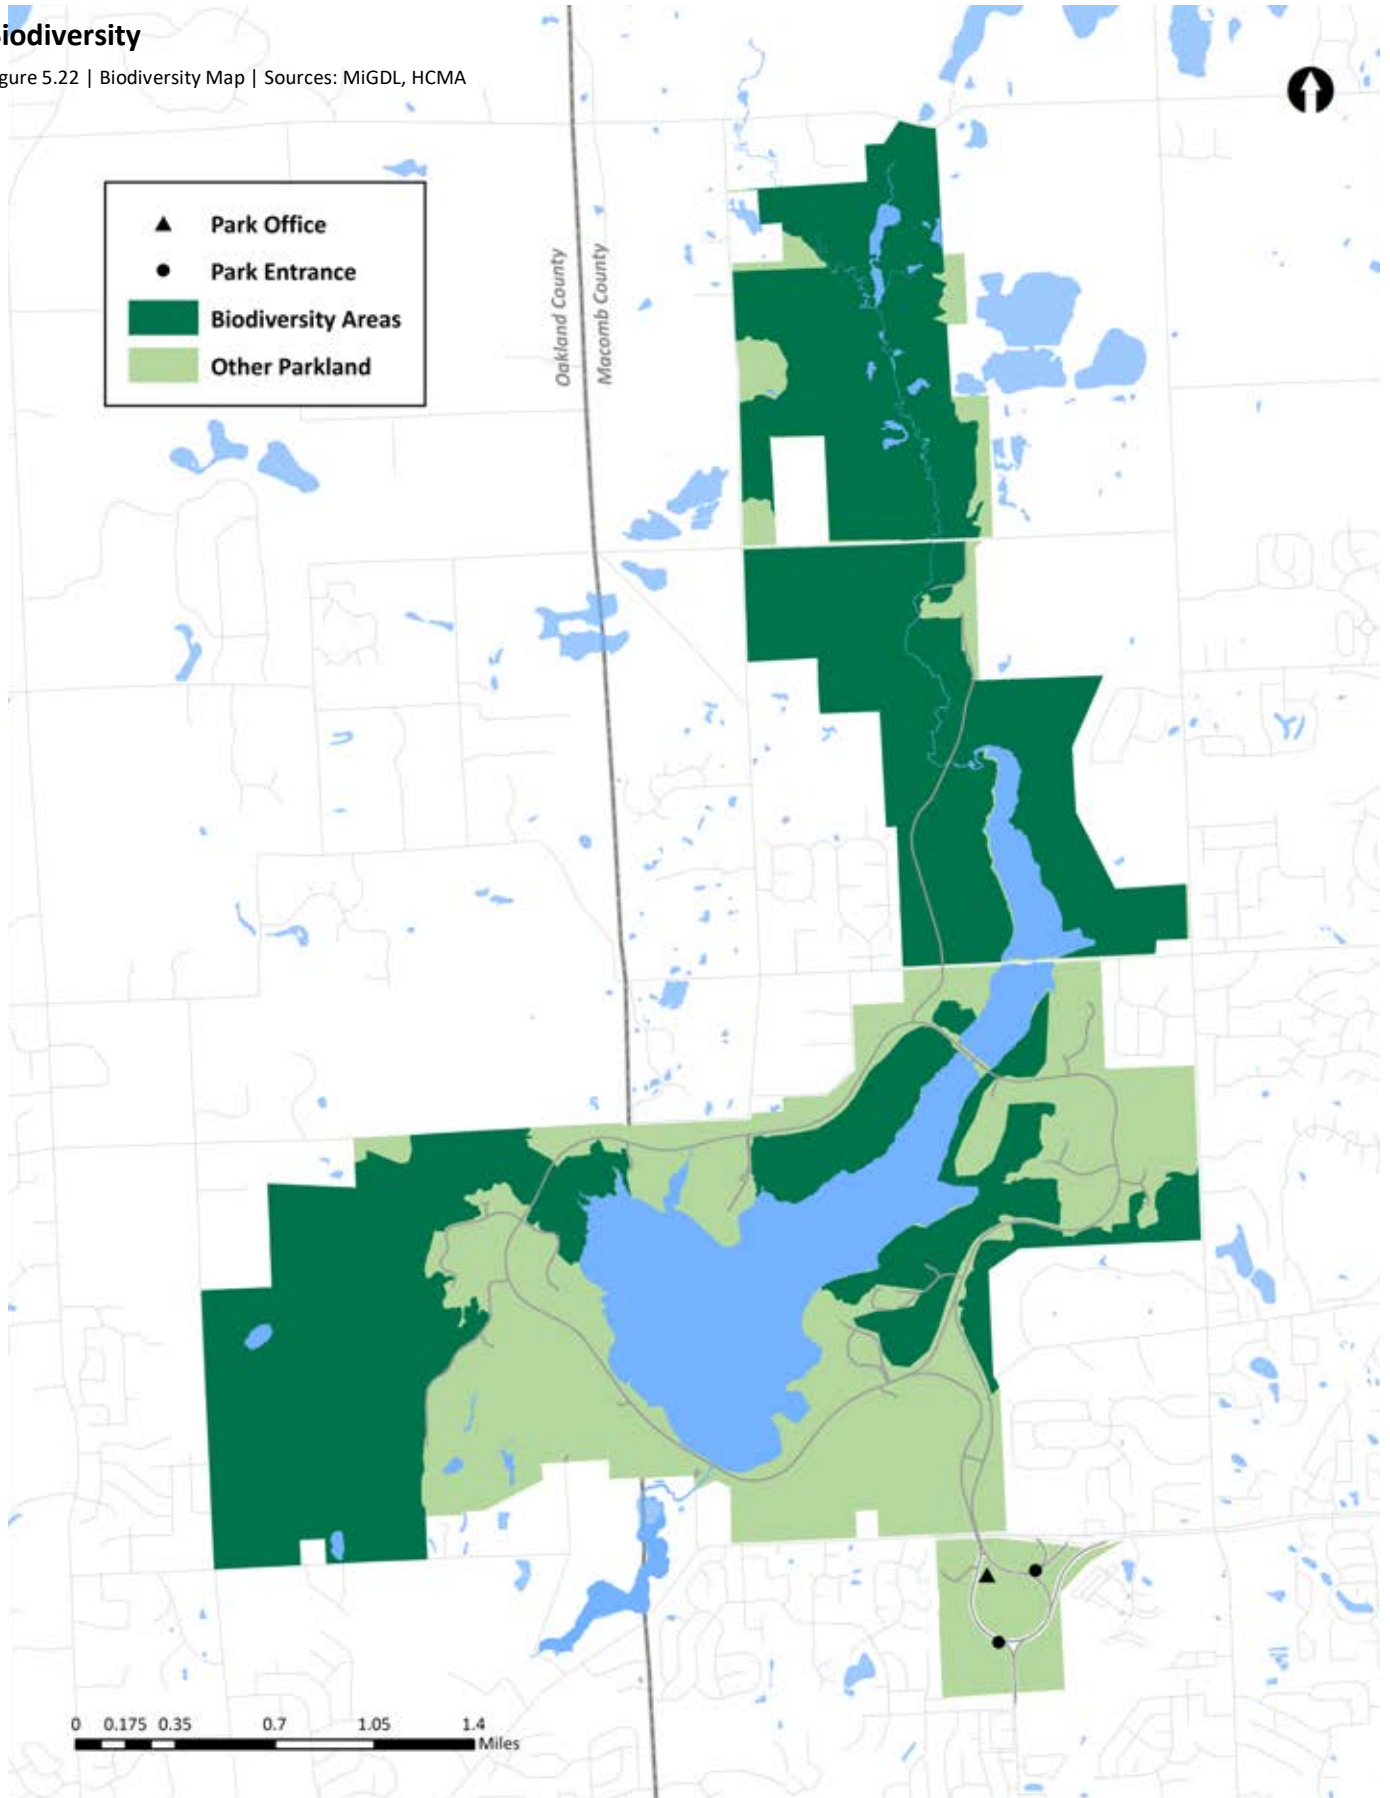 iodiversity
gure 5.22 | Biodiversity Map | Sources: MiGDL, HCMA
Park Office
Park Entrance
Biodiversity Areas
Other Parkland
Oakland County
Macomb County
0 0.175 0.35 0.7 1.05 1.4
Miles